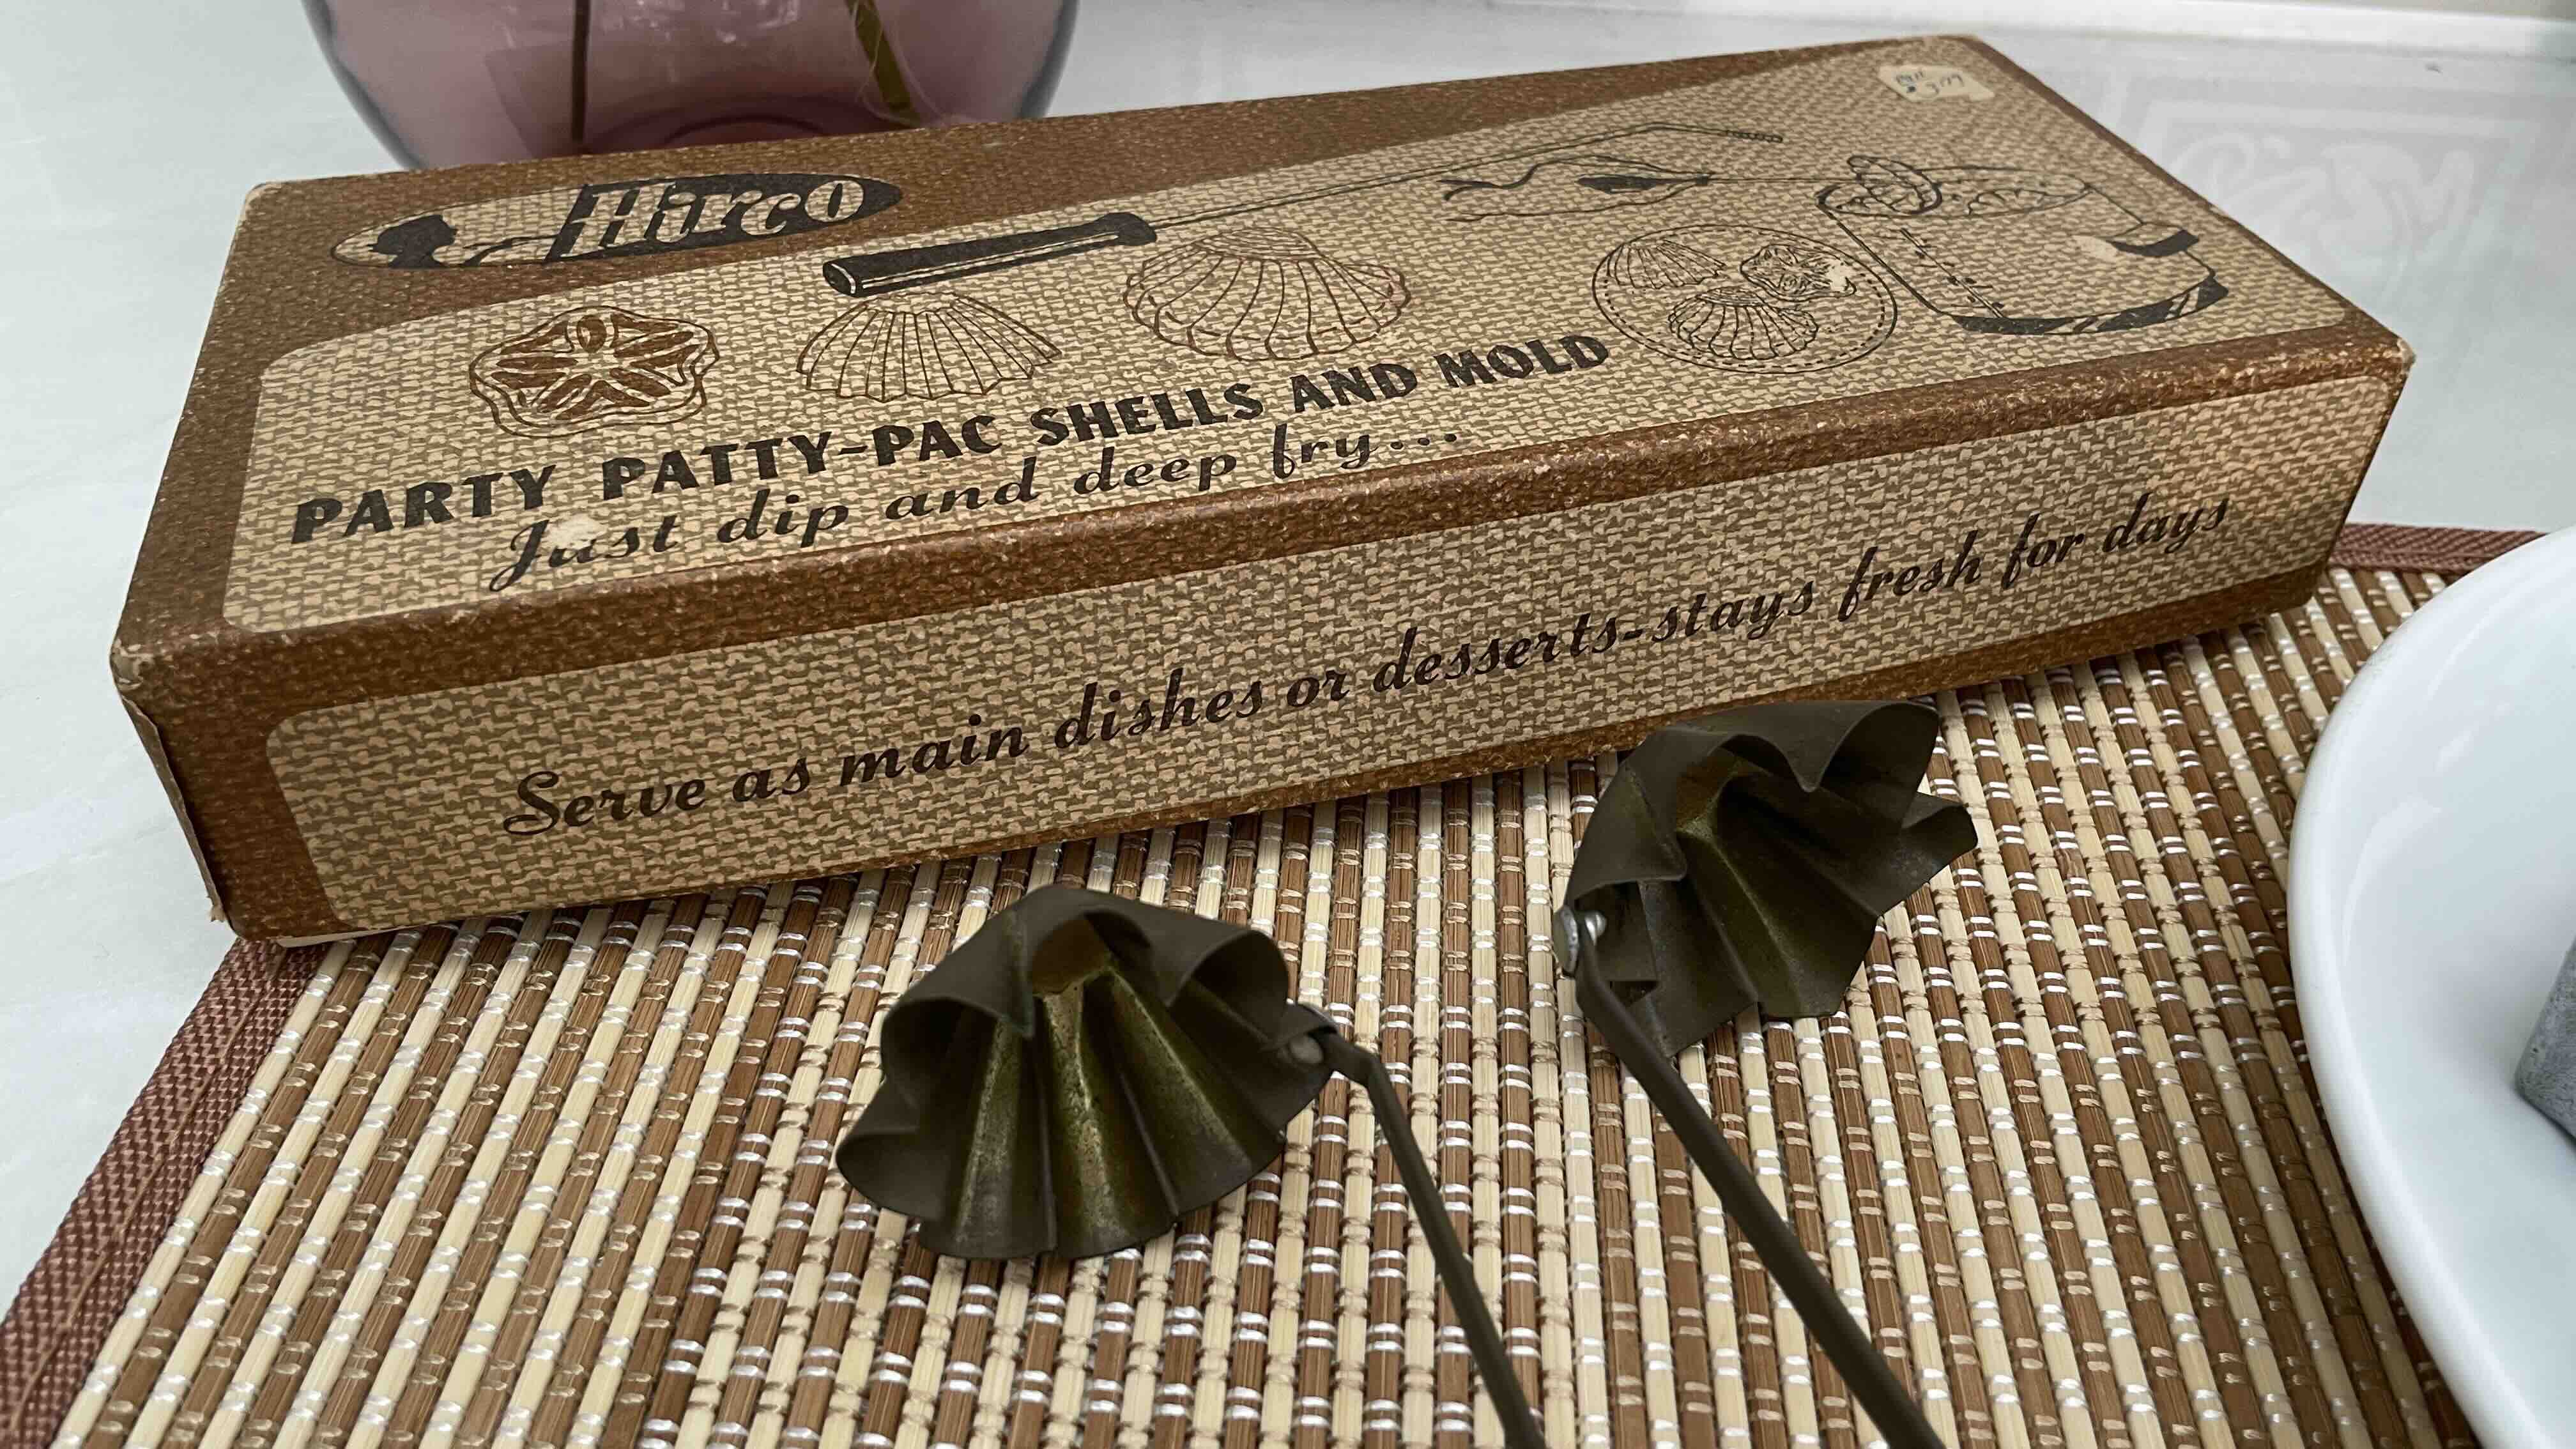 Airco
PARTY PATTY-PAC SHELLS AND MOLD
Just dip and deep fry...
Serve as main dishes or desserts-stays fresh for days